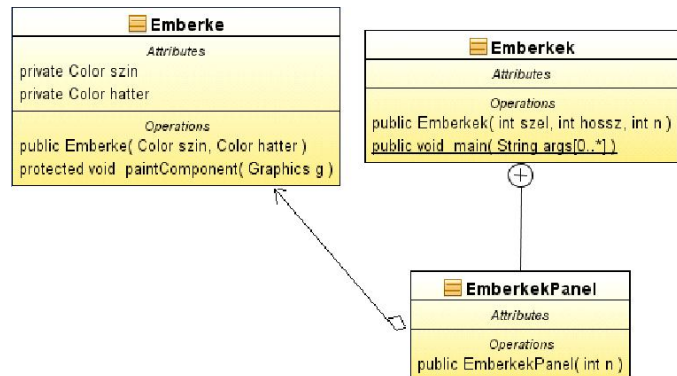 Emberke
Attributes
private Color szin
private Color hatter
Operations
public Emberke( Color szin, Color hatter )
protected void paintComponent( Graphics g )
Emberkek
Attributes
Operations
public Emberkek( int szel, int hossz, int n )
public void main( String args[0..*] )
EmberkekPanel
Attributes
Operations
public EmberkekPanel( int n )